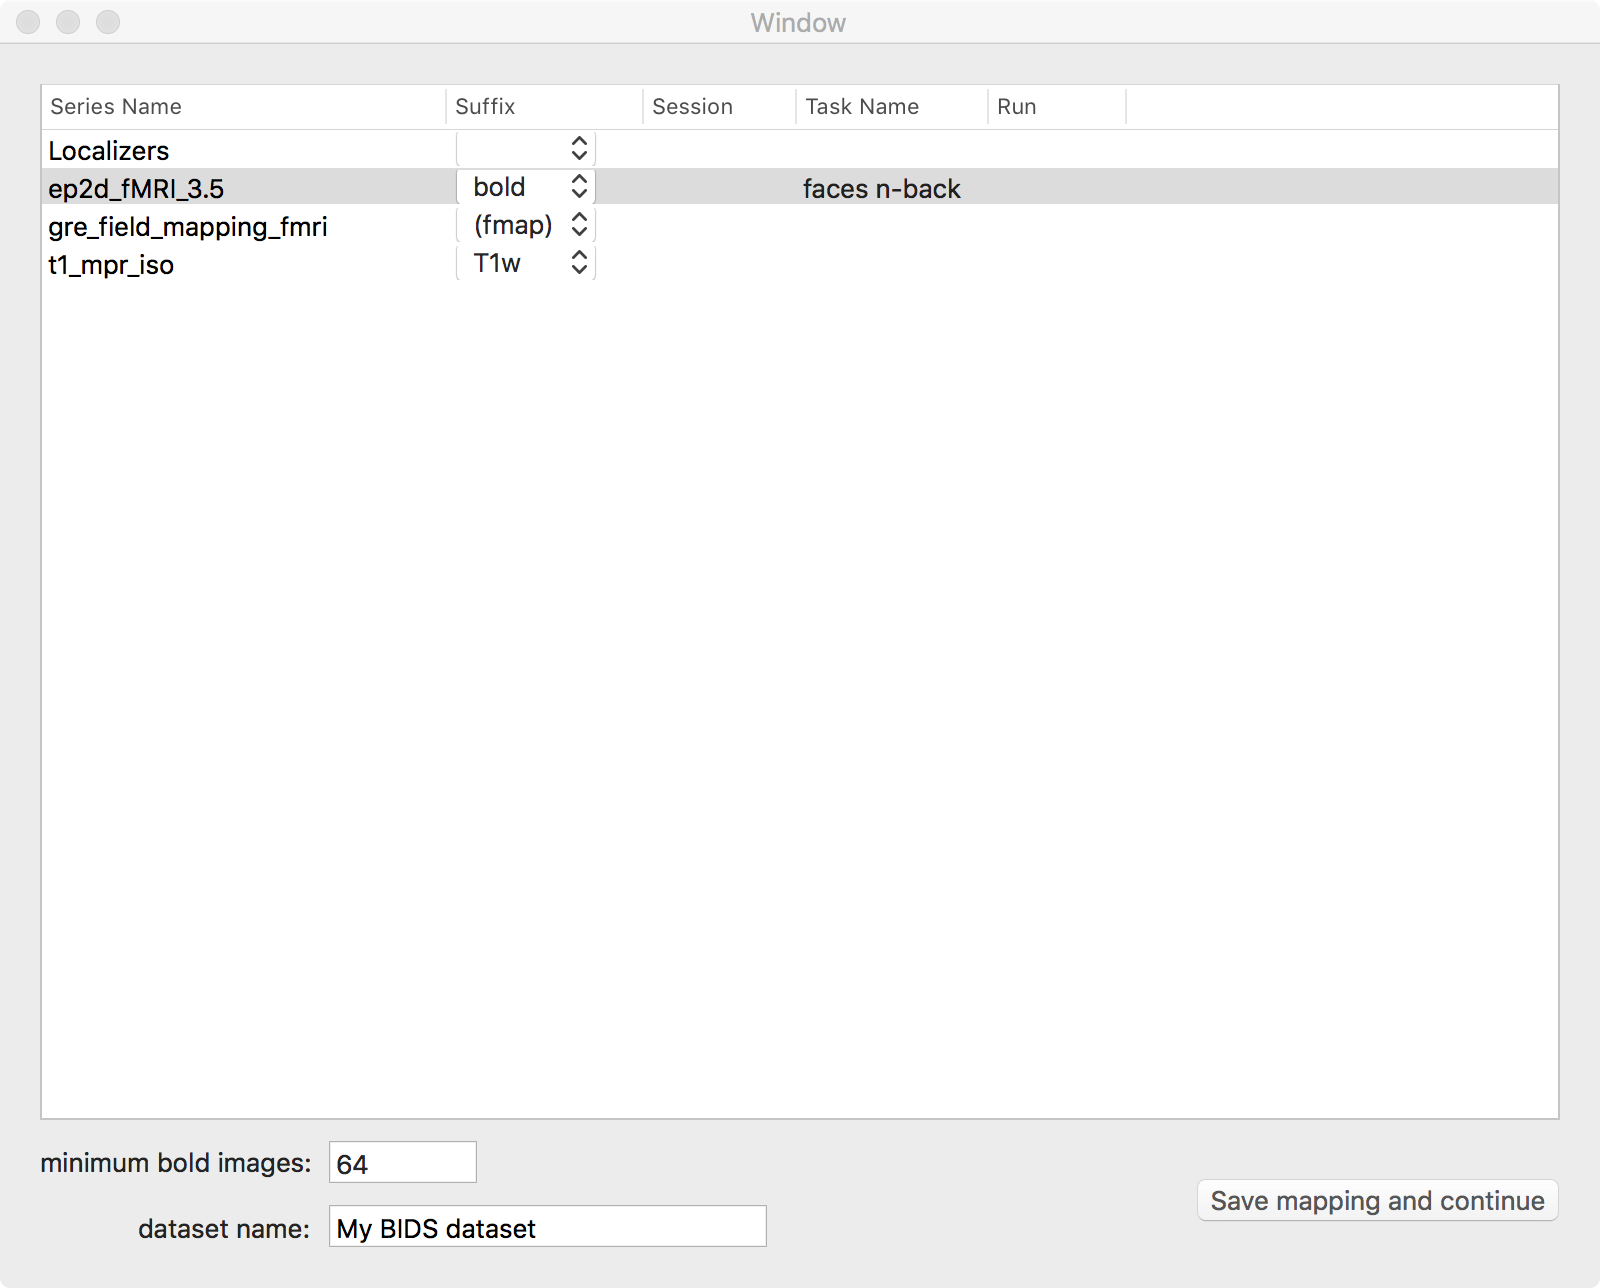 Window
Series Name Suffix Session Task Name Run
Localizers
ep2d_fMRI_3.5 bold faces n-back
gre_field_mapping_fmri (fmap)
t1_mpr_iso T1w
minimum bold images: 64
Save mapping and continue
dataset name: My BIDS dataset